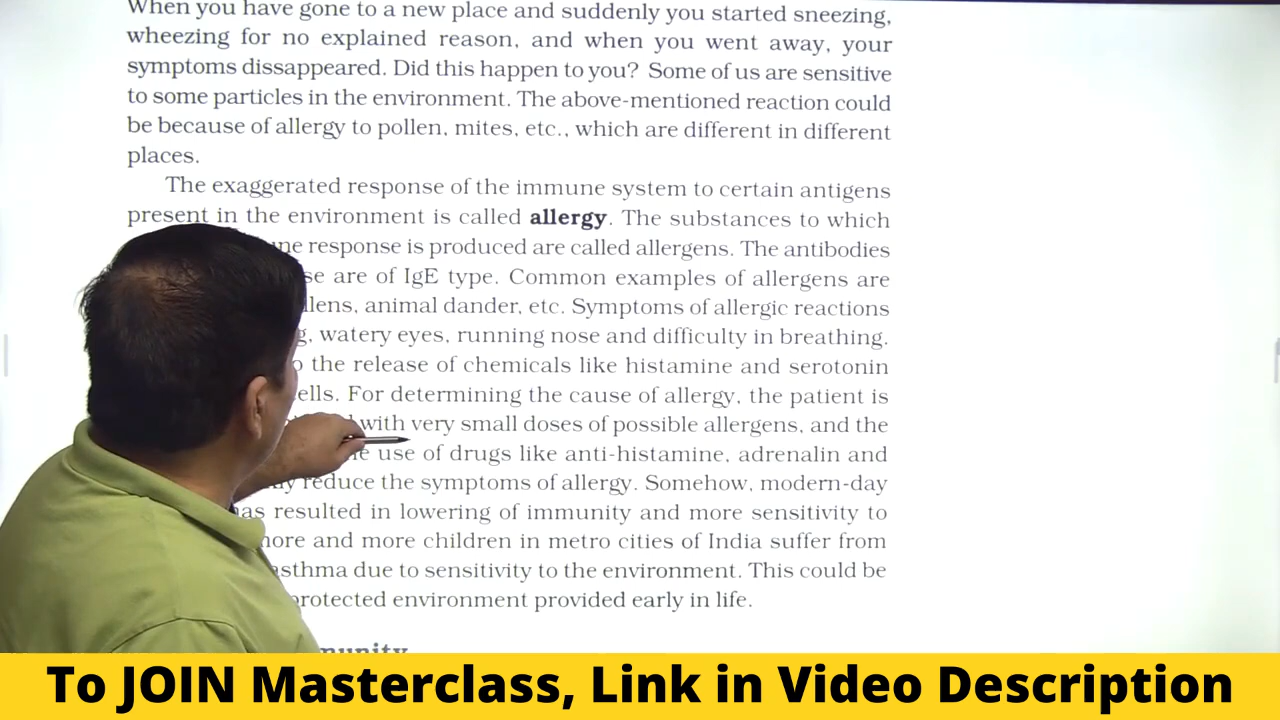 When you have gone to a new place and suddenly you started sneezing,
wheezing for no explained reason, and when you went away, your
symptoms dissappeared. Did this happen to you? Some of us are sensitive
to some particles in the environment. The above-mentioned reaction could
be because of allergy to pollen, mites, etc., which are different in different
places.
The exaggerated response of the immune system to certain antigens
present in the environment is called allergy. The substances to which
ne response is produced are called allergens. The antibodies
se are of IgE type. Common examples of allergens are
llens, animal dander, etc. Symptoms of allergic reactions
g, watery eyes, running nose and difficulty in breathing.
o the release of chemicals like histamine and serotonin
ells. For determining the cause of allergy, the patient is
with very small doses of possible allergens, and the
use of drugs like anti-histamine, adrenalin and
reduce the symptoms of allergy. Somehow, modern-day
has resulted in lowering of immunity and more sensitivity to
more and more children in metro cities of India suffer from
asthma due to sensitivity to the environment. This could be
protected environment provided early in life.
To JOIN Masterclass, Link in Video Description